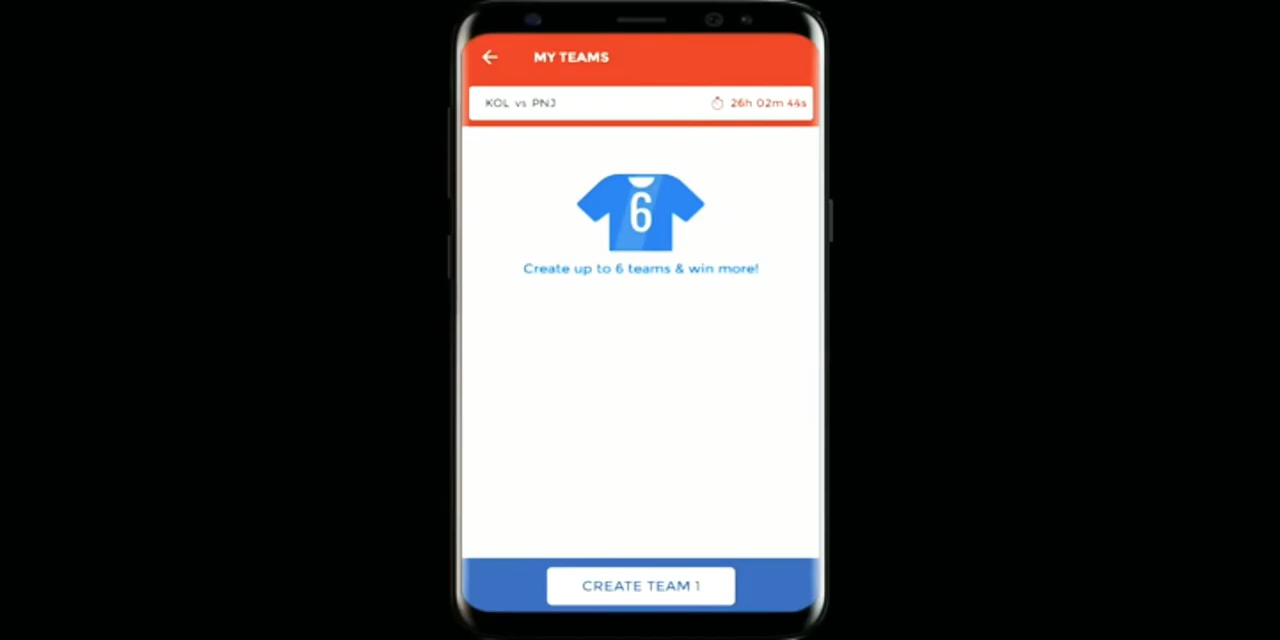 MY TEAMS
KOL vs PNJ 26h 02m 44s
6
Create up to 6 teams & win more!
CREATE TEAM 1